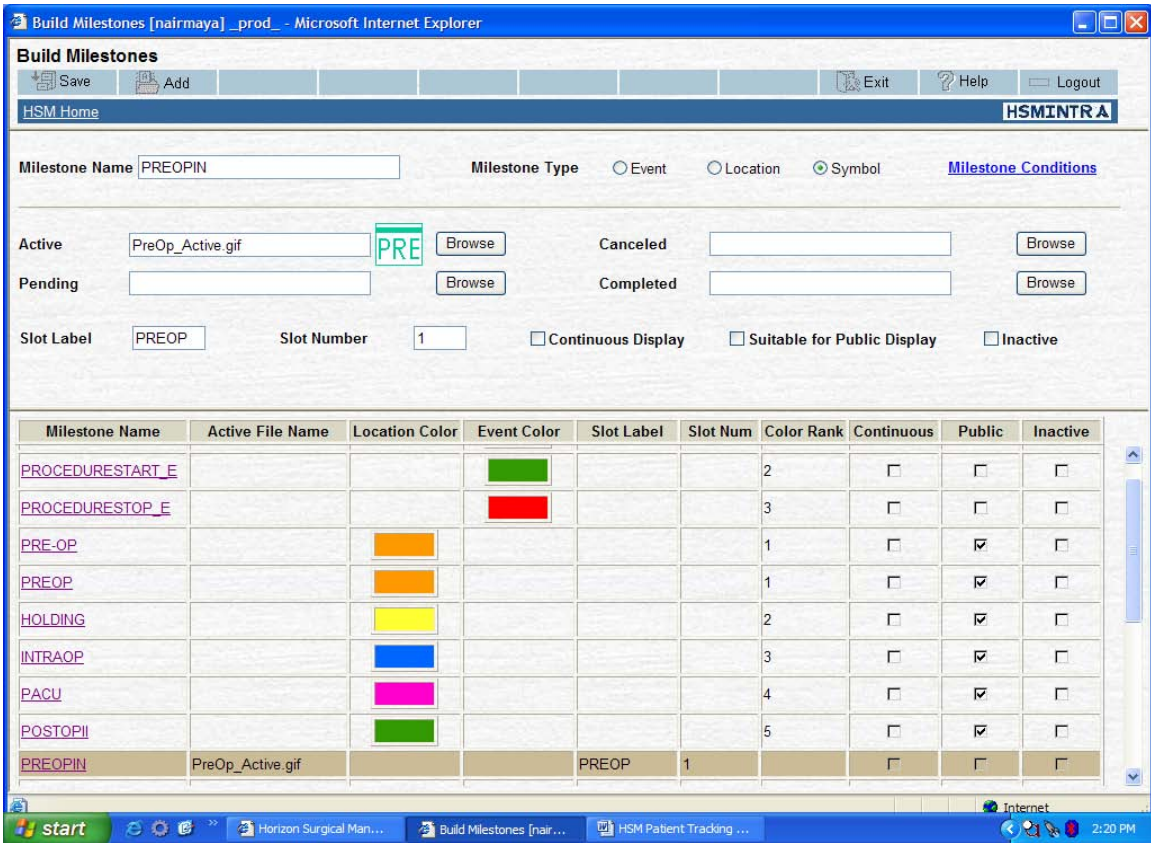 Build Milestones [nairmaya] _prod_ - Microsoft Internet Explorer
Build Milestones
Save Add Exit Help Logout
HSM Home HSMINTRA
Milestone Name PREOPIN Milestone Type Event Location Symbol Milestone Conditions
Active PreOp_Active.gif PRE Browse Canceled Browse
Pending Browse Completed Browse
Slot Label PREOP Slot Number 1 Continuous Display Suitable for Public Display Inactive
Milestone Name Active File Name Location Color Event Color Slot Label Slot Num Color Rank Continuous Public Inactive
PROCEDURESTART_E 2
PROCEDURESTOP_E 3
PRE-OP 1
PREOP 1
HOLDING 2
INTRAOP 3
PACU 4
POSTOPII 5
PREOPIN PreOp_Active.gif PREOP 1
Internet
start Horizon Surgical Man... Build Milestones [nair... HSM Patient Tracking ... 2:20 PM